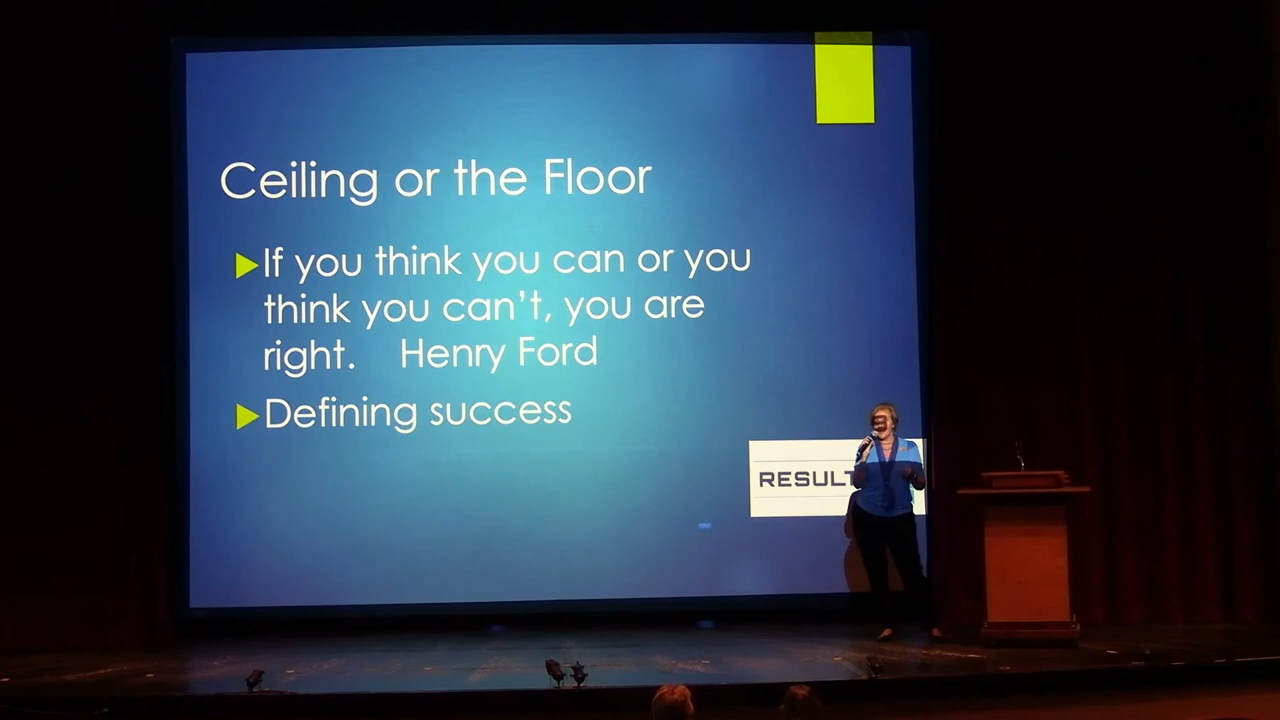 Ceiling or the Floor
If you think you can or you
think you can't, you are
right. Henry Ford
Defining success
RESULT